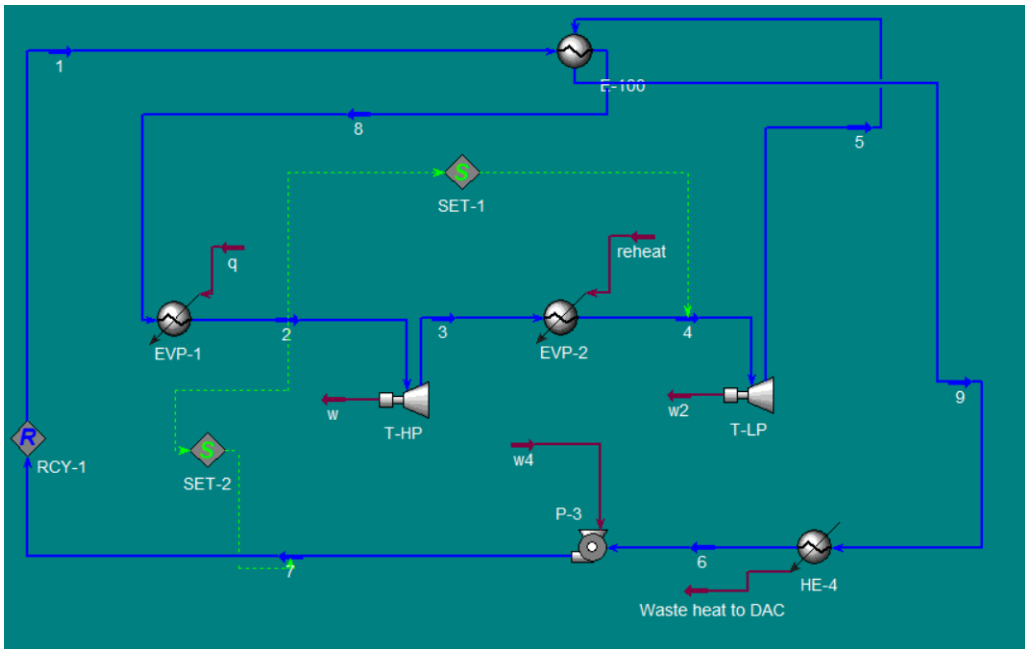 1
E-100
8
5
S
SET-1
q
reheat
EVP-1
2
3
EVP-2
4
w
T-HP
w2
T-LP
9
R
RCY-1
S
SET-2
w4
P-3
7
6
HE-4
Waste heat to DAC